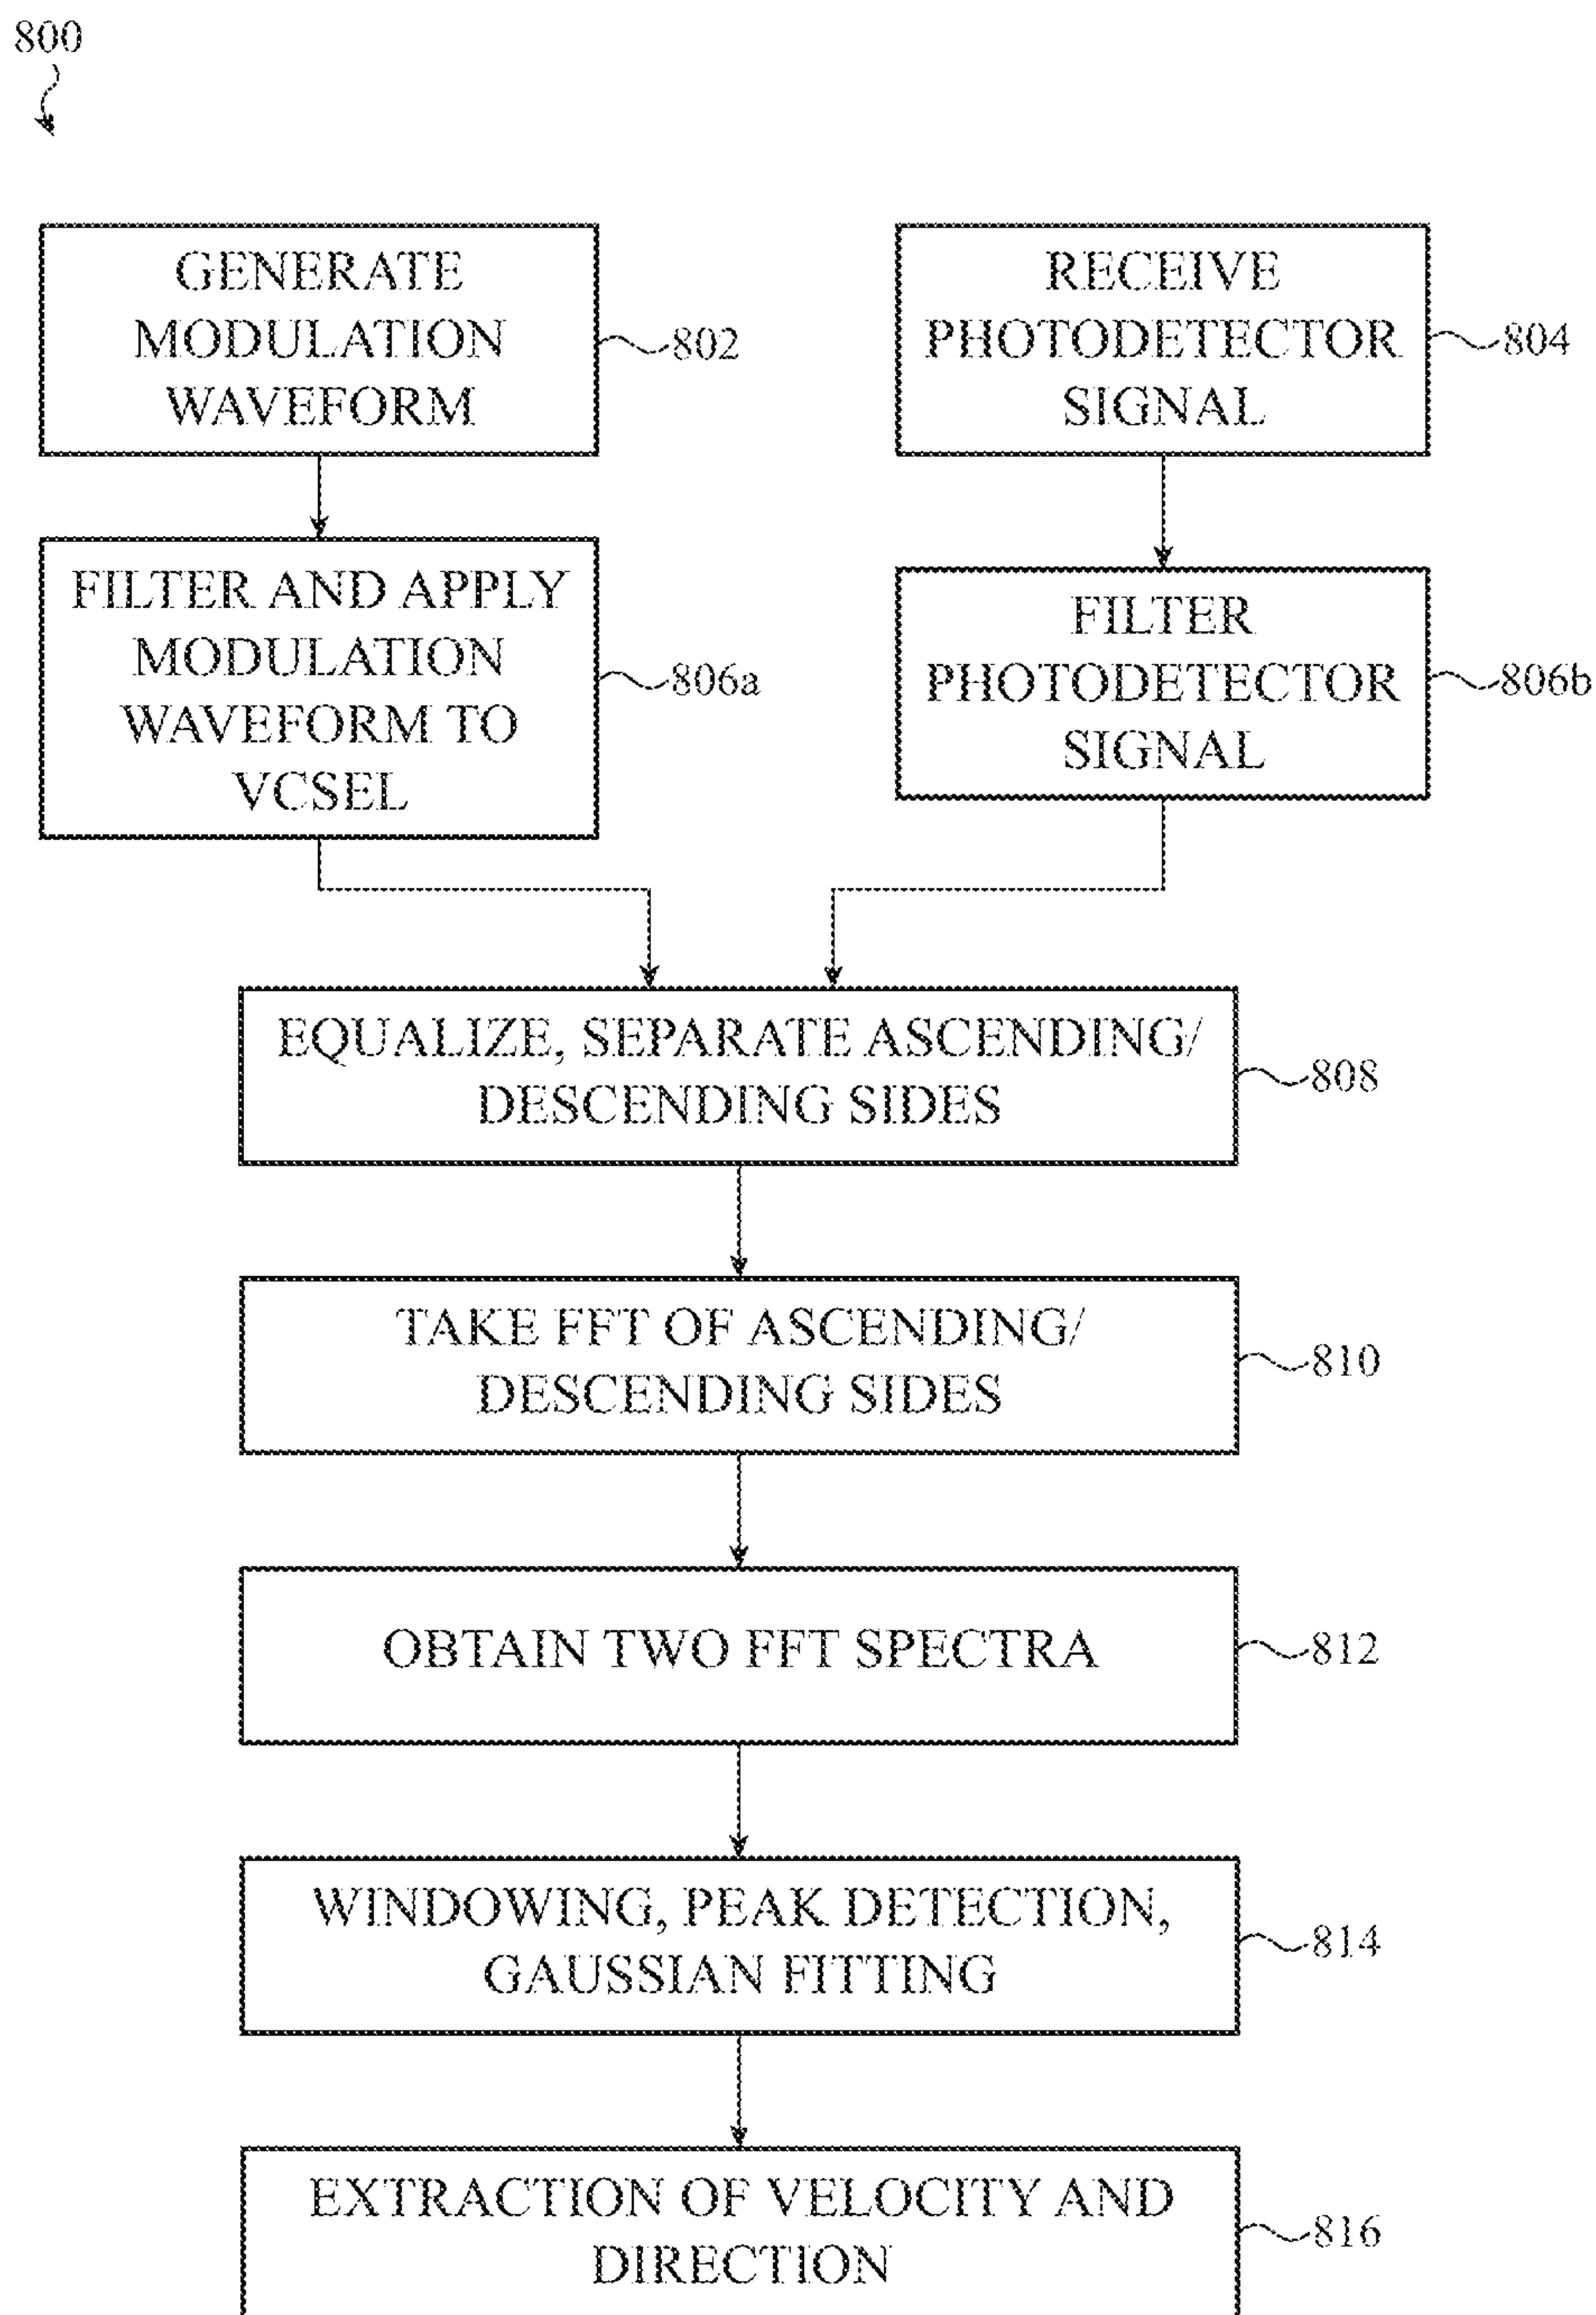 800
GENERATE
MODULATION
WAVEFORM
802
RECEIVE
PHOTODETECTOR
SIGNAL
804
FILTER AND APPLY
MODULATION
WAVEFORM TO
VCSEL
806a
FILTER
PHOTODETECTOR
SIGNAL
806b
EQUALIZE, SEPARATE ASCENDING/
DESCENDING SIDES
808
TAKE FFT OF ASCENDING/
DESCENDING SIDES
810
OBTAIN TWO FFT SPECTRA
812
WINDOWING, PEAK DETECTION,
GAUSSIAN FITTING
814
EXTRACTION OF VELOCITY AND
DIRECTION
816